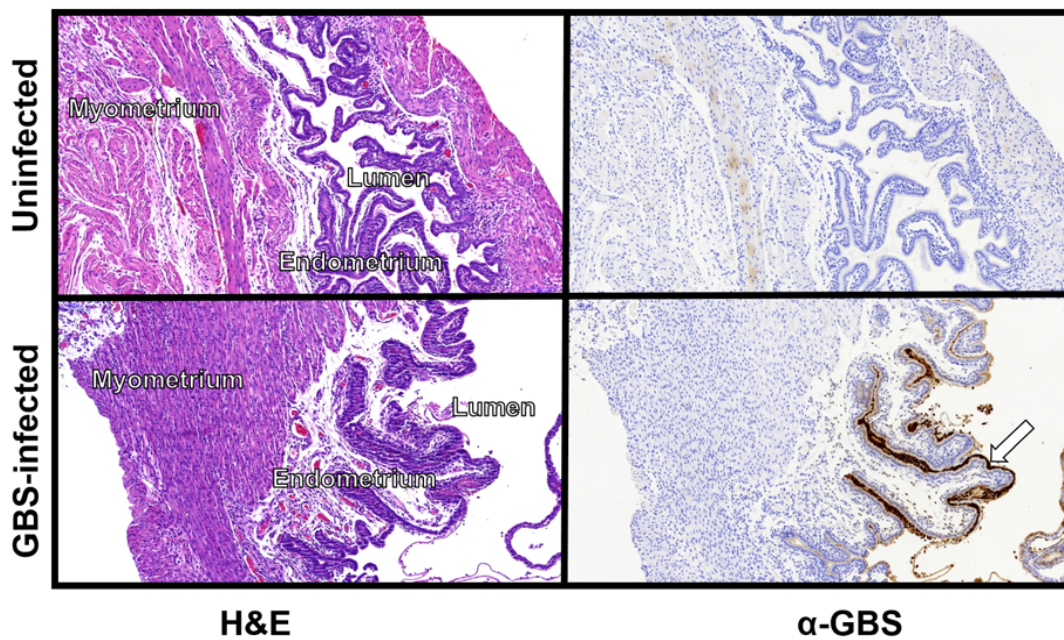 Uninfected
Myometrium
Lumen
Endometrium
GBS-infected
Myometrium
Lumen
Endometrium
H&E
α-GBS